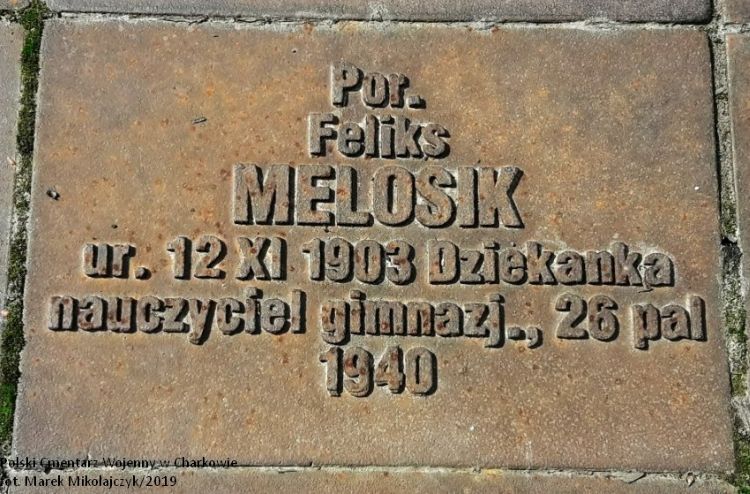 Por.
Feliks
MELOSIK
ur. 12 XI 1903 Dziekanka
nauczyciel gimnazj., 26 pal
1940
Polski Cmentarz Wojenny w Charkowie
fot. Marek Mikołajczyk/2019